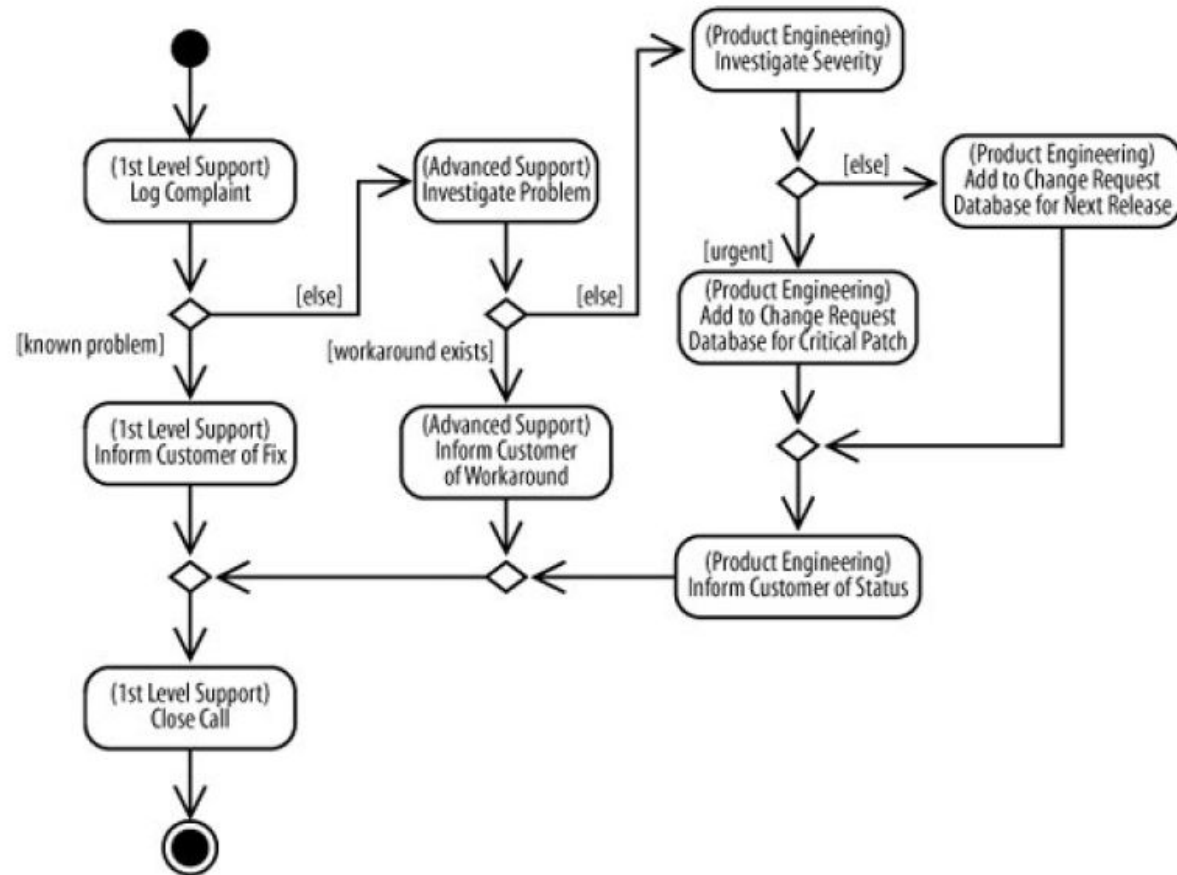 (Product Engineering)
Investigate Severity
(1st Level Support)
Log Complaint
(Advanced Support)
Investigate Problem
[else]
(Product Engineering)
Add to Change Request
Database for Next Release
[urgent]
[else]
[else]
(Product Engineering)
Add to Change Request
Database for Critical Patch
[known problem]
[workaround exists]
(1st Level Support)
Inform Customer of Fix
(Advanced Support)
Inform Customer
of Workaround
(Product Engineering)
Inform Customer of Status
(1st Level Support)
Close Call